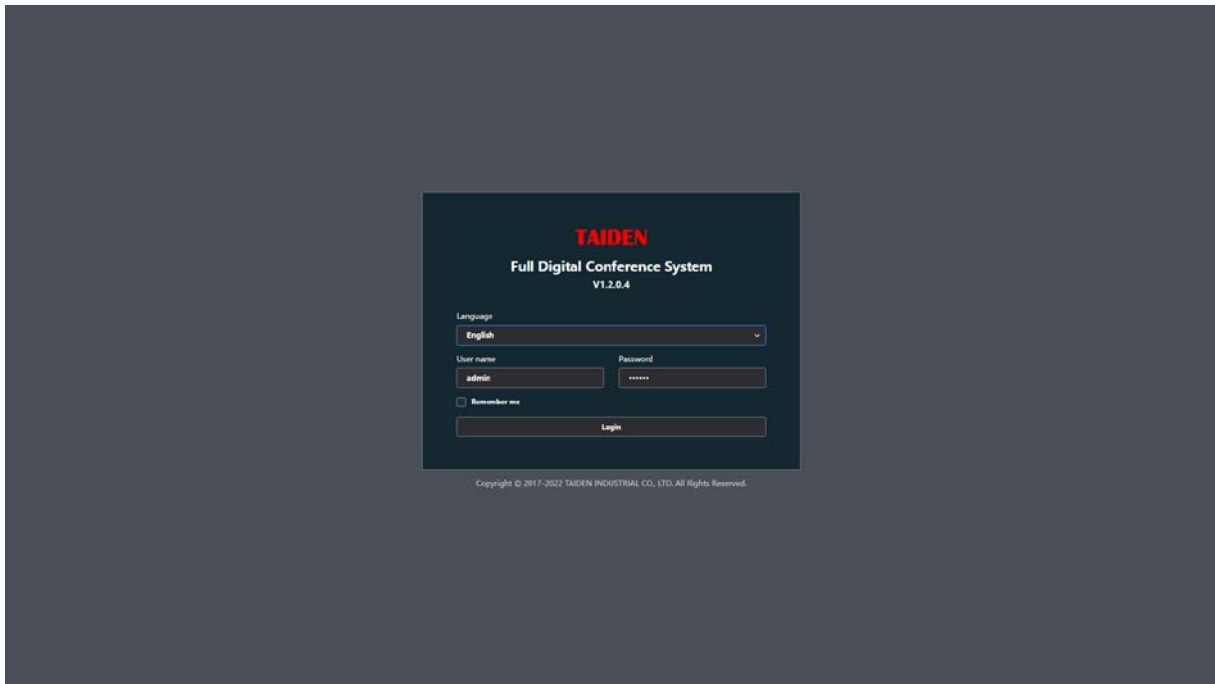 TAIDEN
Full Digital Conference System
V1.2.0.4
Language
English
User name
Password
admin
••••••
Remember me
Login
Copyright © 2017-2022 TAIDEN INDUSTRIAL CO., LTD. All Rights Reserved.